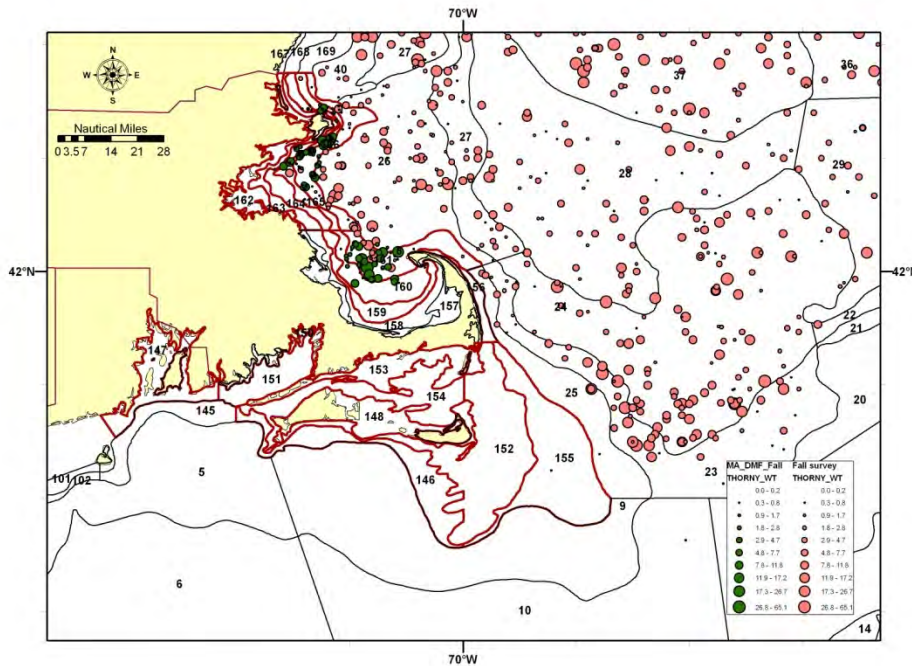 70°W
167
168
169
27
40
37
36
N
W E
S
Nautical Miles
0 3.5 7 14 21 28
27
26
28
29
162
163
164
165
42°N
42°N
160
56
159
157
158
24
22
21
147
151
153
25
20
145
148
154
152
155
23
5
146
101
102
9
6
10
14
MA_DMF_Fall Fall survey
THORNY_WT THORNY_WT
0.0 - 0.2 0.0 - 0.2
0.3 - 0.8 0.3 - 0.8
0.9 - 1.7 0.9 - 1.7
1.8 - 2.8 1.8 - 2.8
2.9 - 4.7 2.9 - 4.7
4.8 - 7.7 4.8 - 7.7
7.8 - 11.8 7.8 - 11.8
11.9 - 17.2 11.9 - 17.2
17.3 - 26.7 17.3 - 26.7
26.8 - 65.1 26.8 - 65.1
70°W